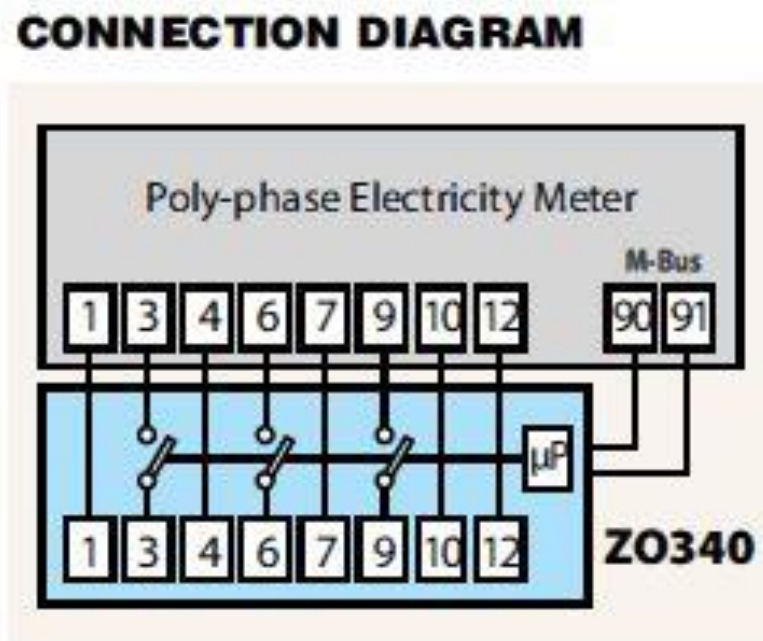 CONNECTION DIAGRAM
Poly-phase Electricity Meter
M-Bus
1 3 4 6 7 9 10 12 90 91
µP
1 3 4 6 7 9 10 12
ZO340